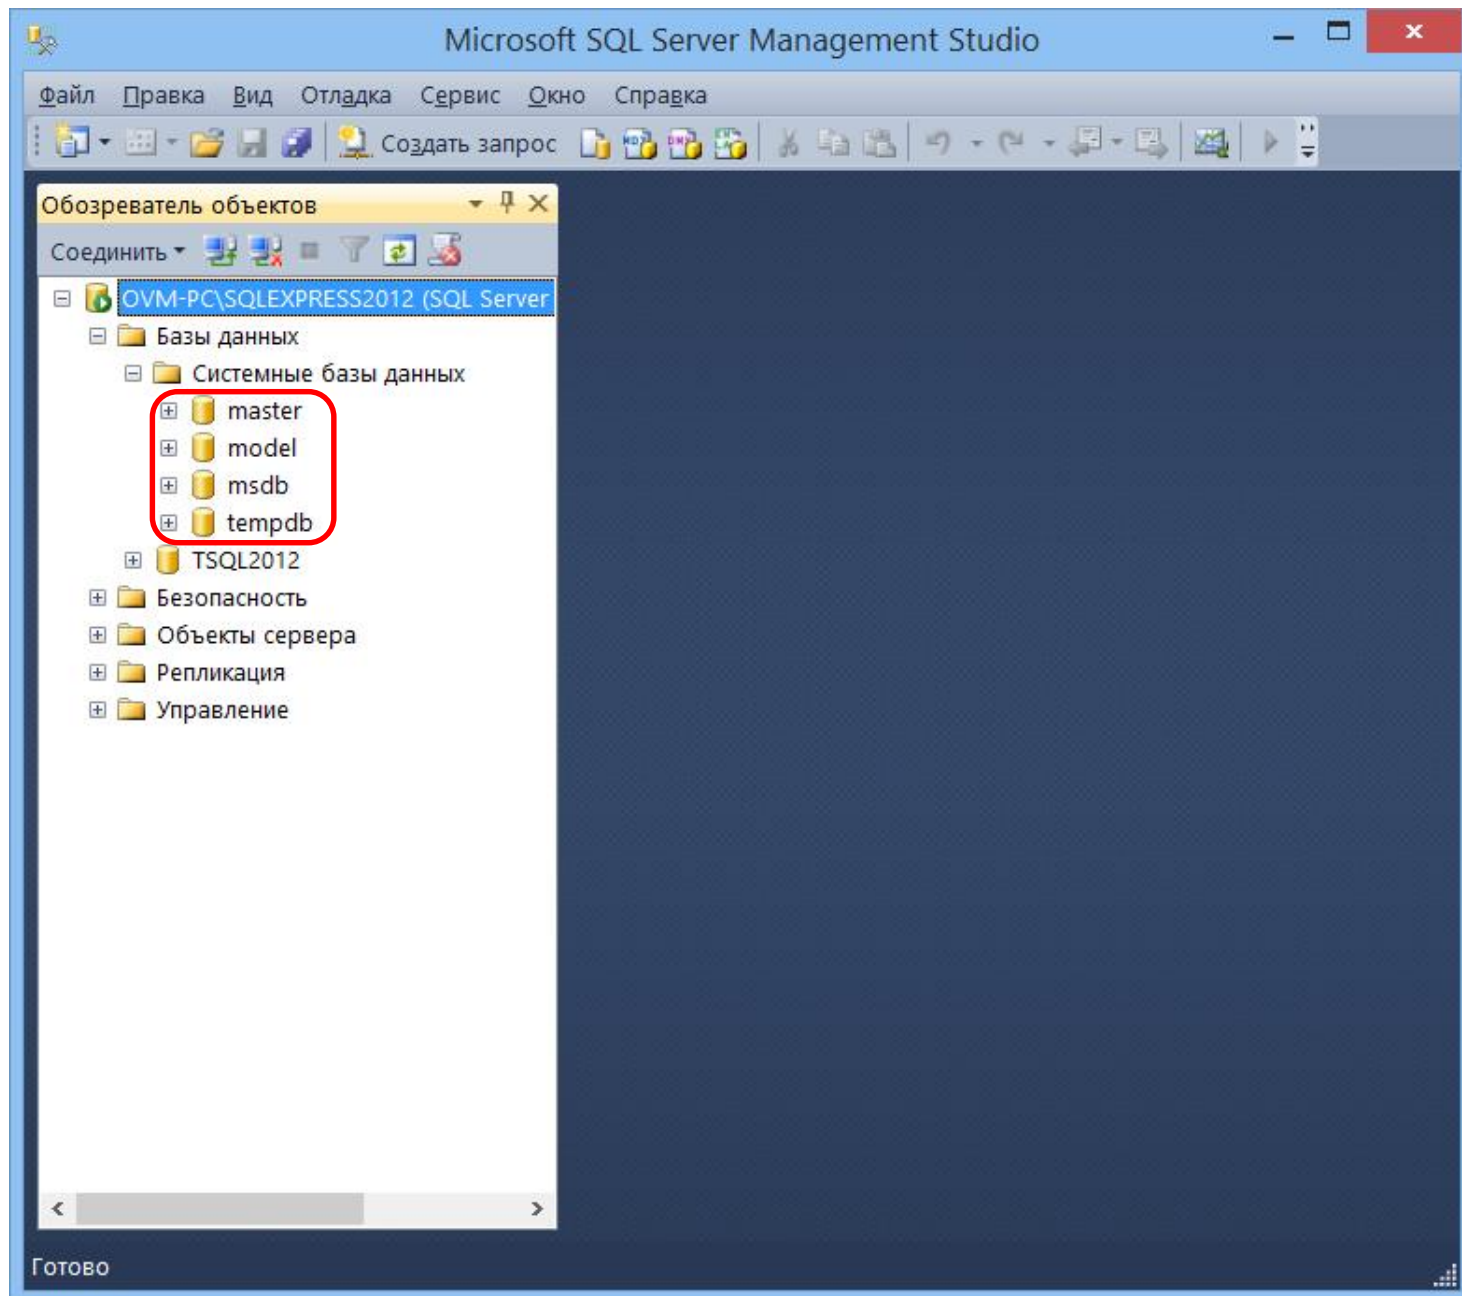 Microsoft SQL Server Management Studio
Файл Правка Вид Отладка Сервис Окно Справка
Создать запрос
Обозреватель объектов
Соединить
OVM-PC\SQLEXPRESS2012 (SQL Server
Базы данных
Системные базы данных
master
model
msdb
tempdb
TSQL2012
Безопасность
Объекты сервера
Репликация
Управление
Готово